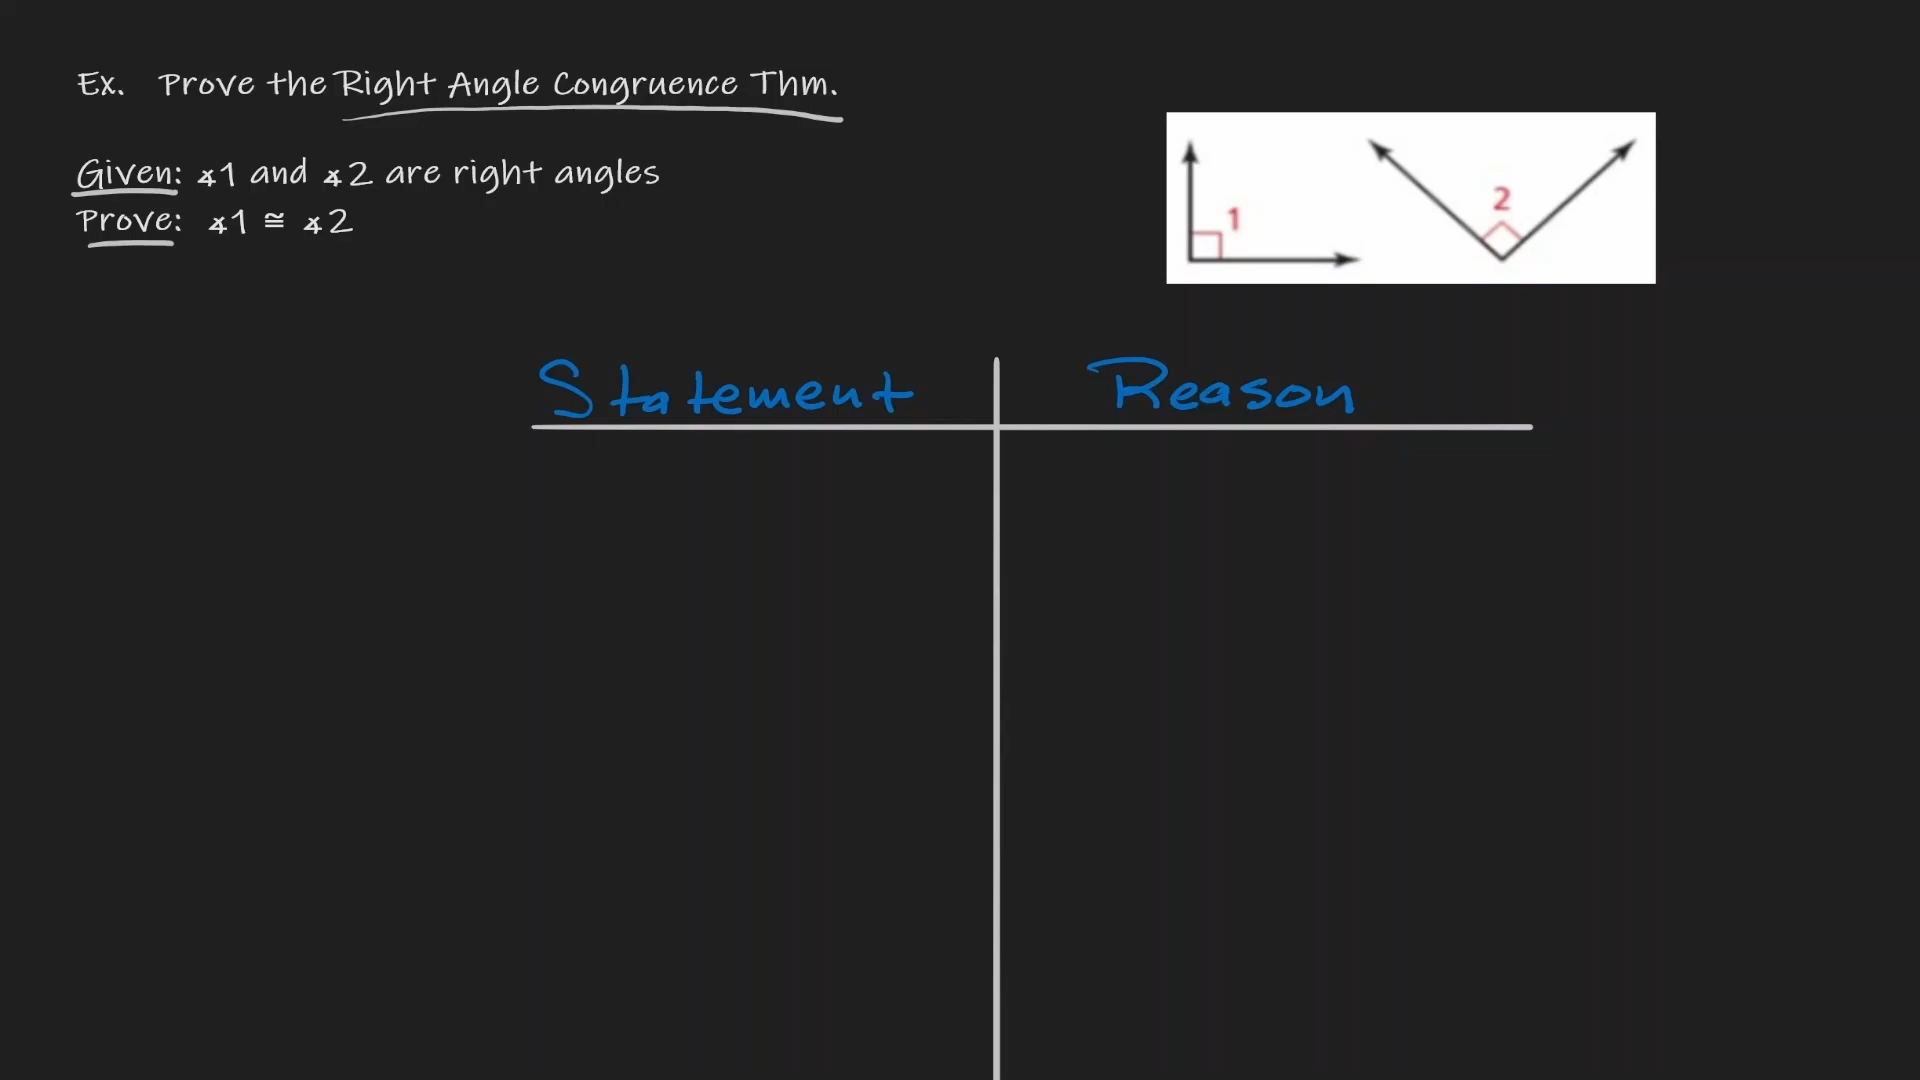 Ex. Prove the Right Angle Congruence Thm.
Given: ∡1 and ∡2 are right angles
Prove: ∡1 ≅ ∡2
1
2
Statement
Reason